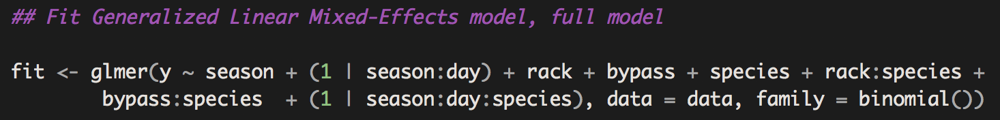 ## Fit Generalized Linear Mixed-Effects model, full model
fit <- glmer(y ~ season + (1 | season:day) + rack + bypass + species + rack:species +
bypass:species + (1 | season:day:species), data = data, family = binomial())